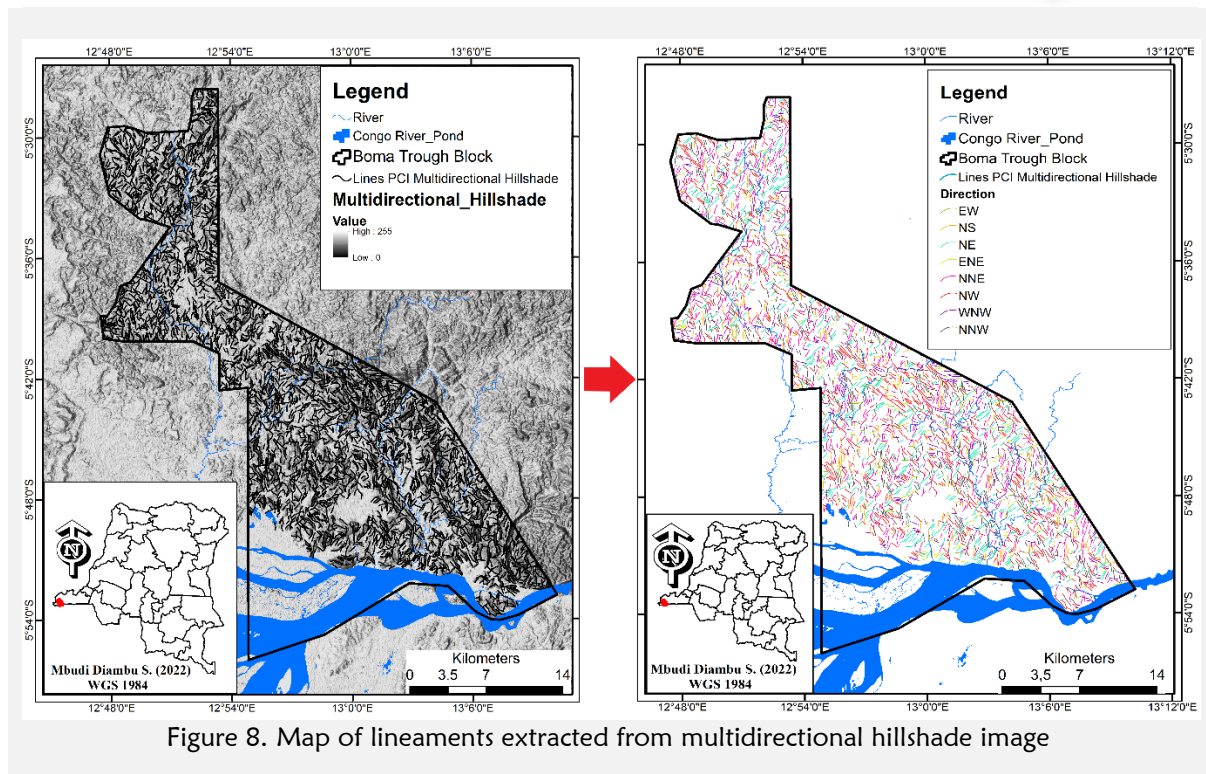 12°48'0"E 12°54'0"E 13°0'0"E 13°6'0"E
5°30'0"S
5°36'0"S
5°42'0"S
5°48'0"S
5°54'0"S
Legend
River
Congo River_Pond
Boma Trough Block
Lines PCI Multidirectional Hillshade
Multidirectional_Hillshade
Value
High : 255
Low : 0
N
Mbudi Diambu S. (2022)
WGS 1984
Kilometers
0 3.5 7 14
12°48'0"E 12°54'0"E 13°0'0"E 13°6'0"E
12°48'0"E 12°54'0"E 13°0'0"E 13°6'0"E 13°12'0"E
Legend
River
Congo River_Pond
Boma Trough Block
Lines PCI Multidirectional Hillshade
Direction
EW
NS
NE
ENE
NNE
NW
WNW
NNW
5°30'0"S
5°36'0"S
5°42'0"S
5°48'0"S
5°54'0"S
N
Mbudi Diambu S. (2022)
WGS 1984
Kilometers
0 3.5 7 14
12°48'0"E 12°54'0"E 13°0'0"E 13°6'0"E 13°12'0"E
Figure 8. Map of lineaments extracted from multidirectional hillshade image